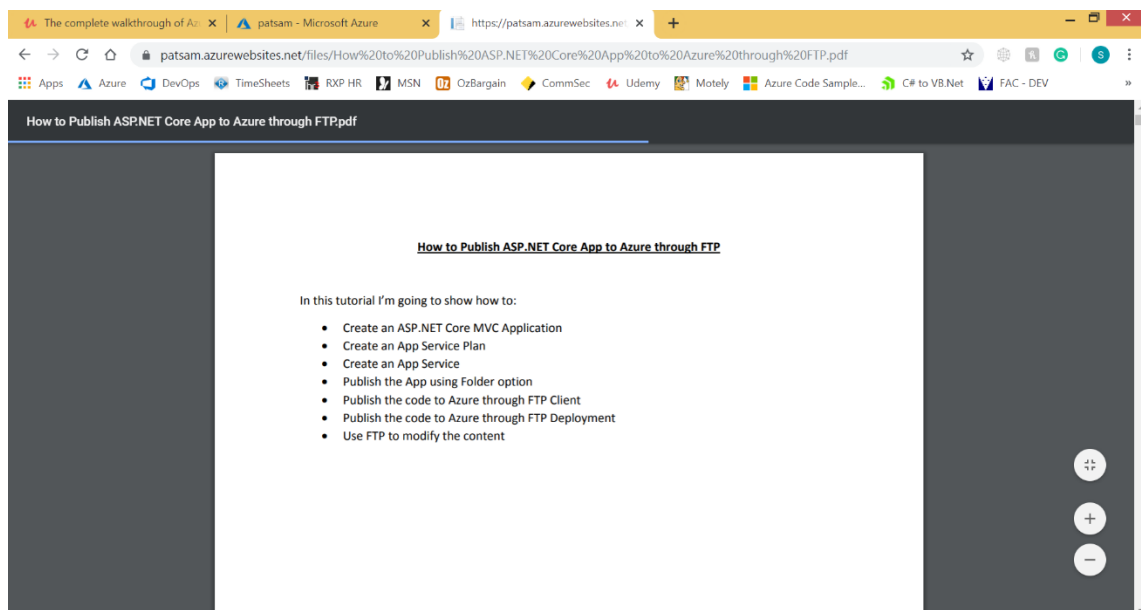 The complete walkthrough of Az
patsam - Microsoft Azure
https://patsam.azurewebsites.net
patsam.azurewebsites.net/files/How%20to%20Publish%20ASP.NET%20Core%20App%20to%20Azure%20through%20FTP.pdf
Apps Azure DevOps TimeSheets RXP HR MSN OzBargain CommSec Udemy Motely Azure Code Sample... C# to VB.Net FAC - DEV »
How to Publish ASP.NET Core App to Azure through FTP.pdf
How to Publish ASP.NET Core App to Azure through FTP
In this tutorial I'm going to show how to:
• Create an ASP.NET Core MVC Application
• Create an App Service Plan
• Create an App Service
• Publish the App using Folder option
• Publish the code to Azure through FTP Client
• Publish the code to Azure through FTP Deployment
• Use FTP to modify the content